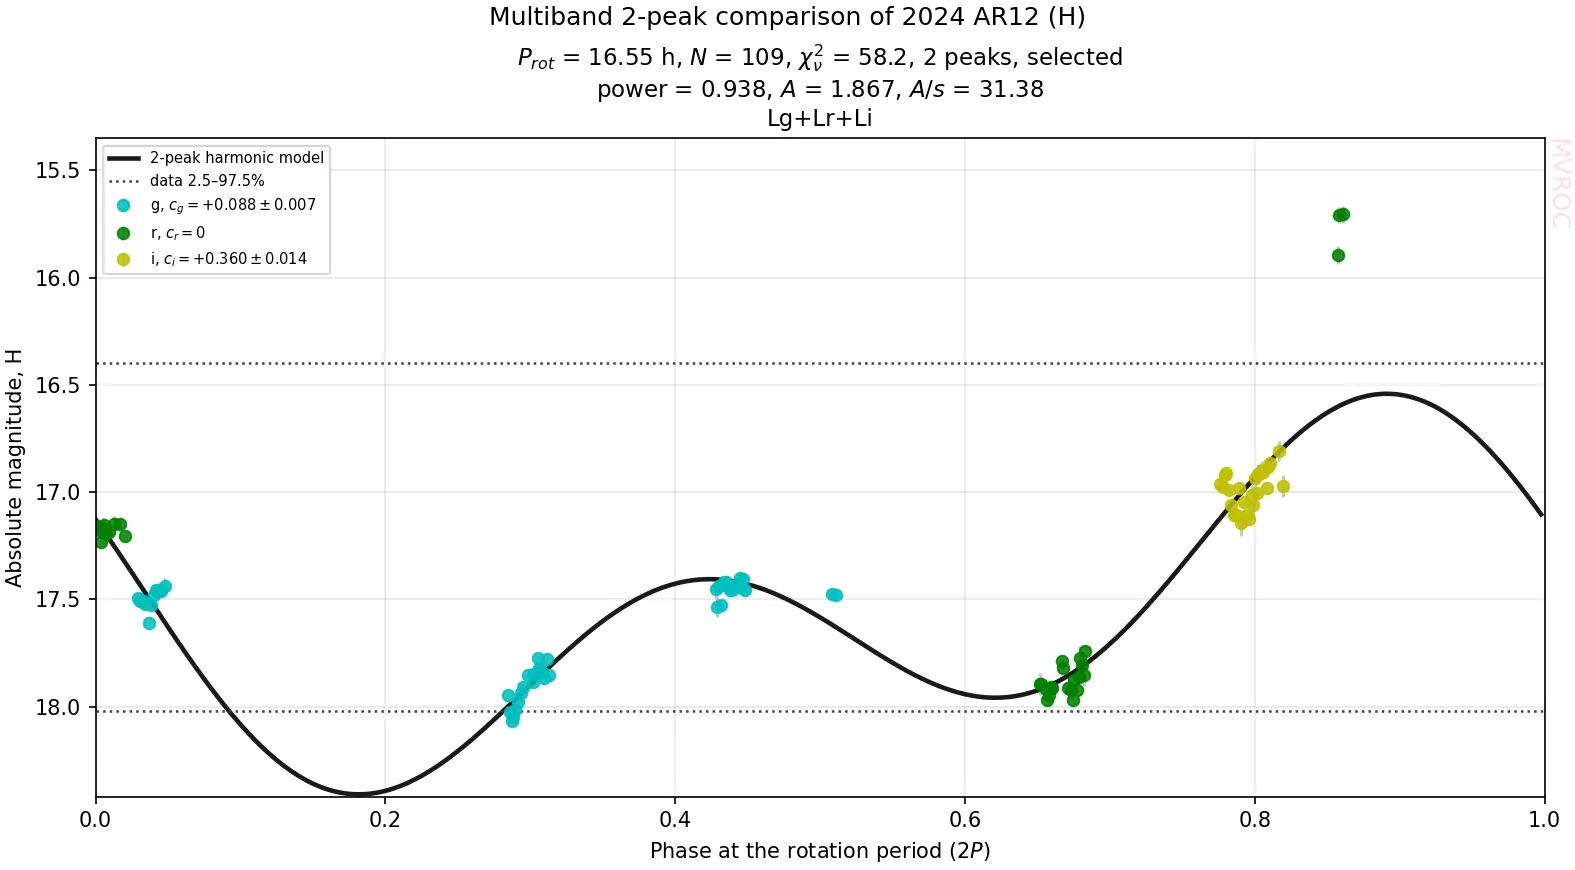 Multiband 2-peak comparison of 2024 AR12 (H)
P_rot = 16.55 h, N = 109, χ²_ν = 58.2, 2 peaks, selected
power = 0.938, A = 1.867, A/s = 31.38
Lg+Lr+Li
2-peak harmonic model
data 2.5–97.5%
g, c_g = +0.088 ± 0.007
r, c_r = 0
i, c_i = +0.360 ± 0.014
MVROC
Absolute magnitude, H
15.5
16.0
16.5
17.0
17.5
18.0
0.0 0.2 0.4 0.6 0.8 1.0
Phase at the rotation period (2P)